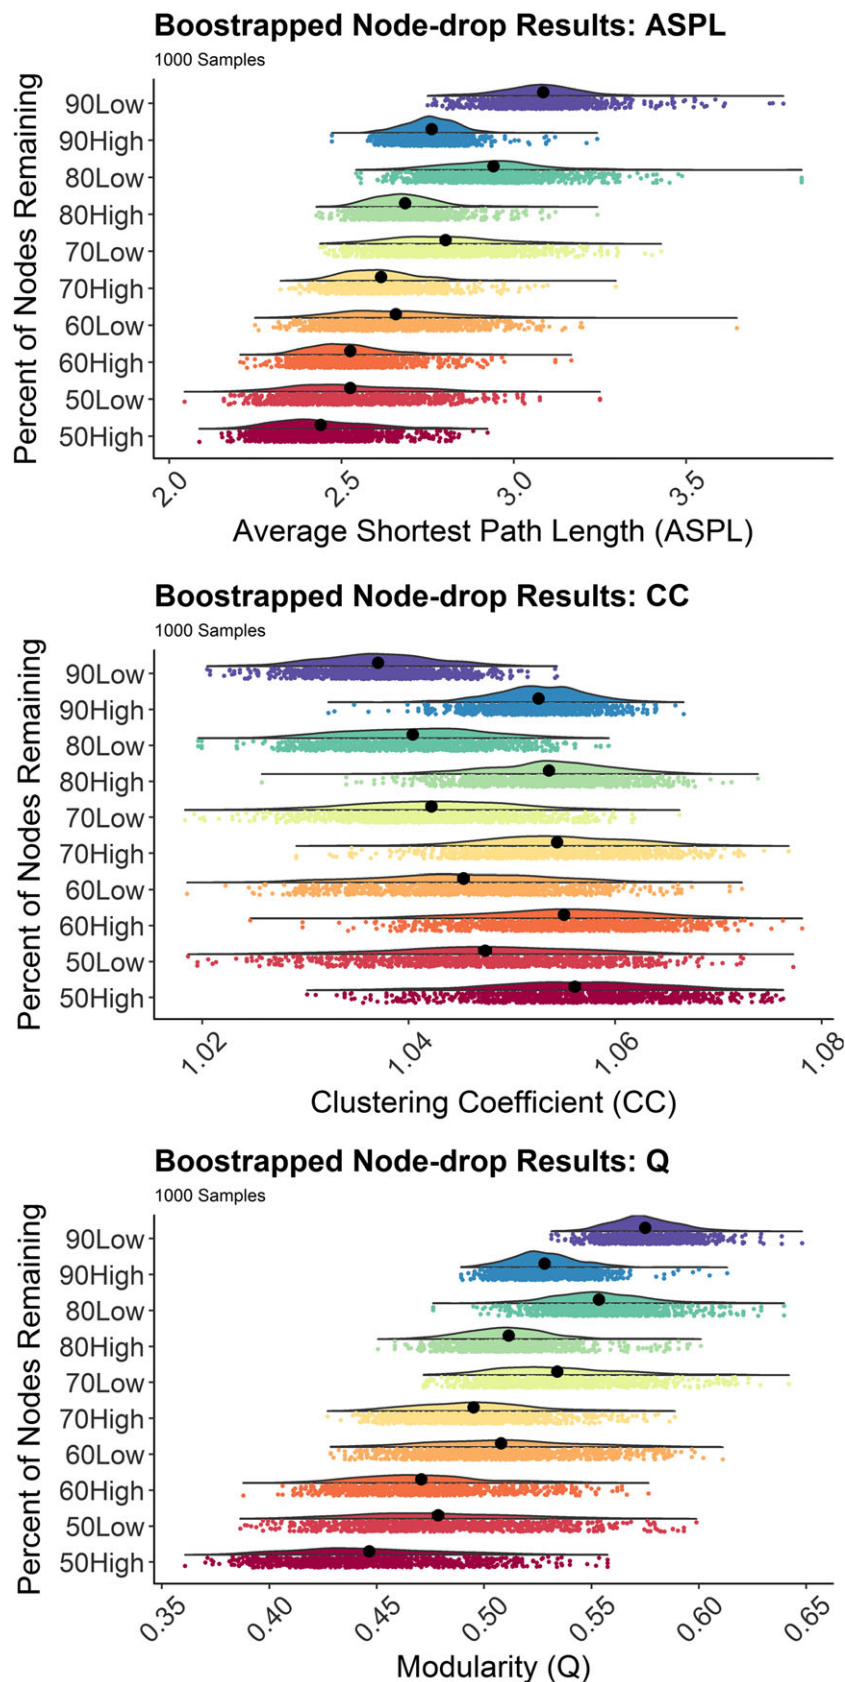 Boostrapped Node-drop Results: ASPL
1000 Samples
Percent of Nodes Remaining
90Low
90High
80Low
80High
70Low
70High
60Low
60High
50Low
50High
2.0
2.5
3.0
3.5
Average Shortest Path Length (ASPL)
Boostrapped Node-drop Results: CC
1000 Samples
Percent of Nodes Remaining
90Low
90High
80Low
80High
70Low
70High
60Low
60High
50Low
50High
1.02
1.04
1.06
1.08
Clustering Coefficient (CC)
Boostrapped Node-drop Results: Q
1000 Samples
Percent of Nodes Remaining
90Low
90High
80Low
80High
70Low
70High
60Low
60High
50Low
50High
0.35
0.40
0.45
0.50
0.55
0.60
0.65
Modularity (Q)